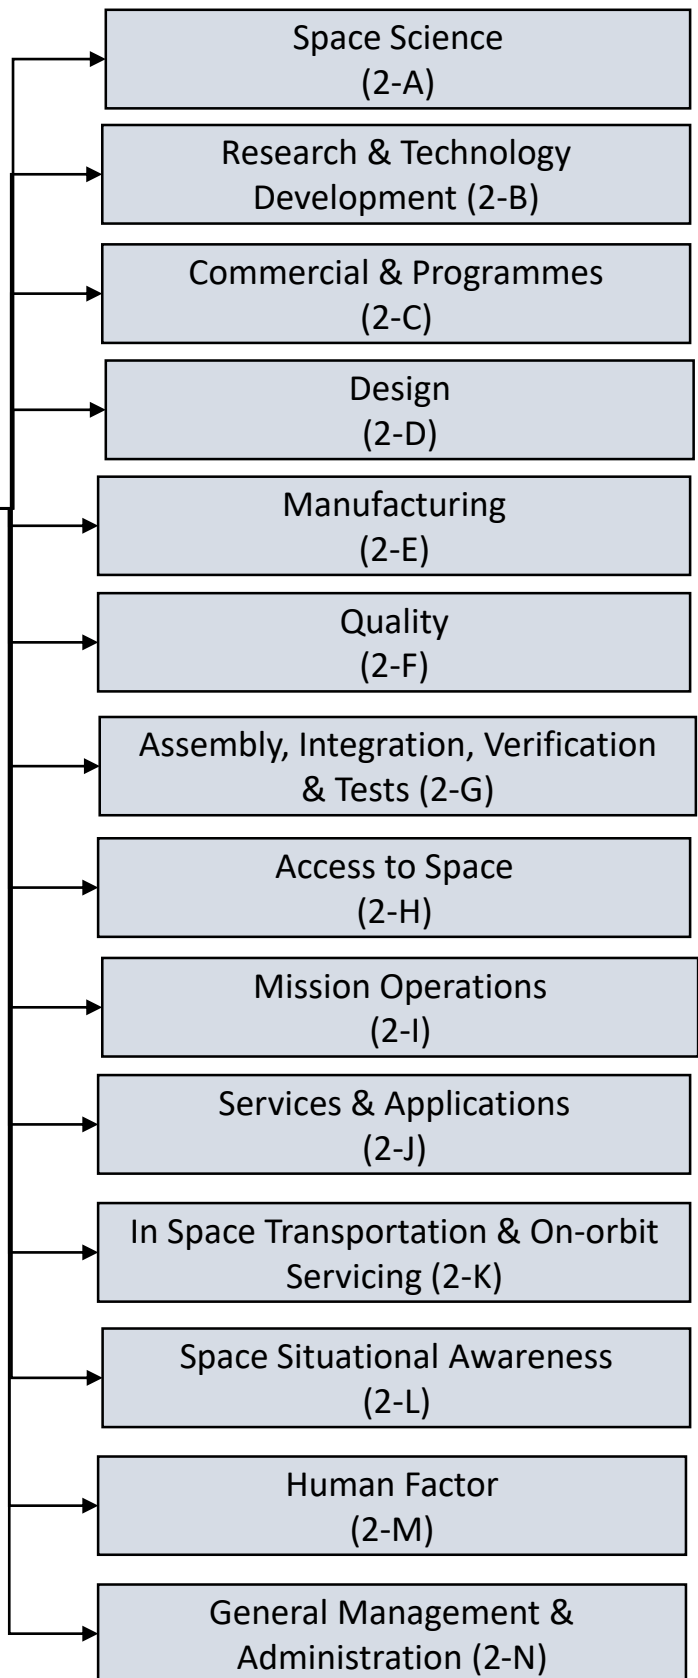 Space Science
(2-A)
Research & Technology
Development (2-B)
Commercial & Programmes
(2-C)
Design
(2-D)
Manufacturing
(2-E)
Quality
(2-F)
Assembly, Integration, Verification
& Tests (2-G)
Access to Space
(2-H)
Mission Operations
(2-I)
Services & Applications
(2-J)
In Space Transportation & On-orbit
Servicing (2-K)
Space Situational Awareness
(2-L)
Human Factor
(2-M)
General Management &
Administration (2-N)